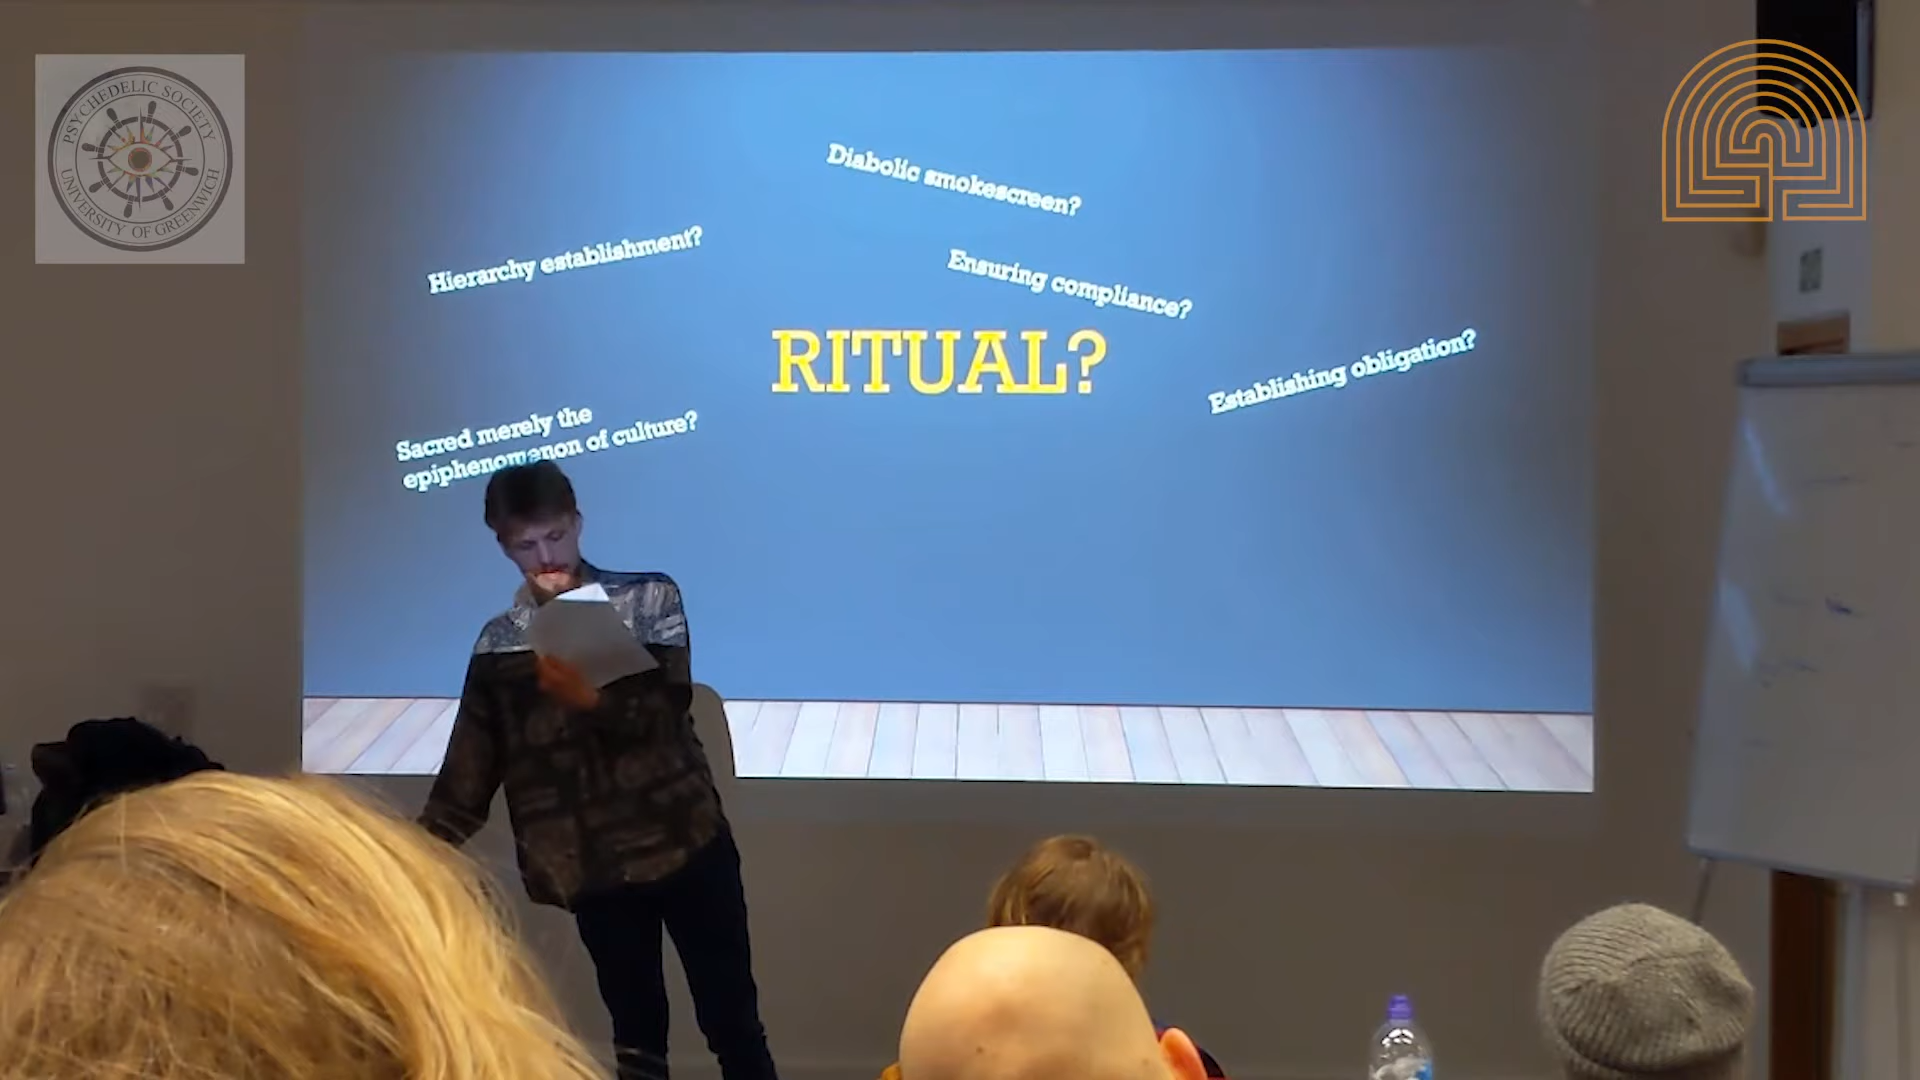 PSYCHEDELIC SOCIETY
UNIVERSITY OF GREENWICH
Diabolic smokescreen?
Hierarchy establishment?
Ensuring compliance?
RITUAL?
Establishing obligation?
Sacred merely the
epiphenomenon of culture?